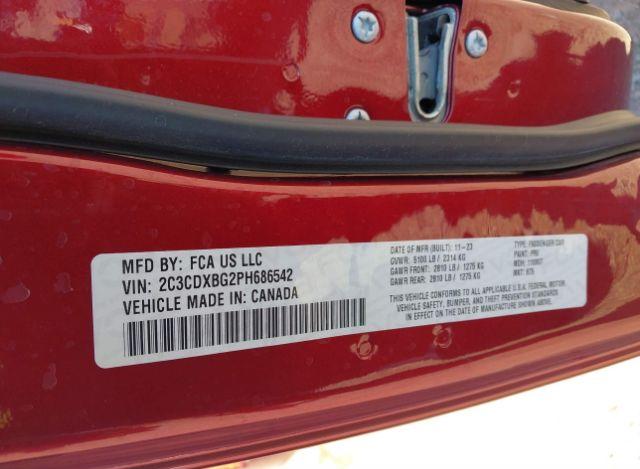 MFD BY: FCA US LLC
VIN: 2C3CDXBG2PH686542
VEHICLE MADE IN: CANADA
DATE OF MFR (BUILT): 11-23
GVWR: 5100 LB / 2314 KG
GAWR FRONT: 2810 LB / 1275 KG
GAWR REAR: 2810 LB / 1275 KG
TYPE: PASSENGER CAR
PAINT:
MDH:
THIS VEHICLE CONFORMS TO ALL APPLICABLE U.S.A. FEDERAL MOTOR
VEHICLE SAFETY, BUMPER, AND THEFT PREVENTION STANDARDS
IN EFFECT ON THE DATE OF MANUFACTURE SHOWN ABOVE.